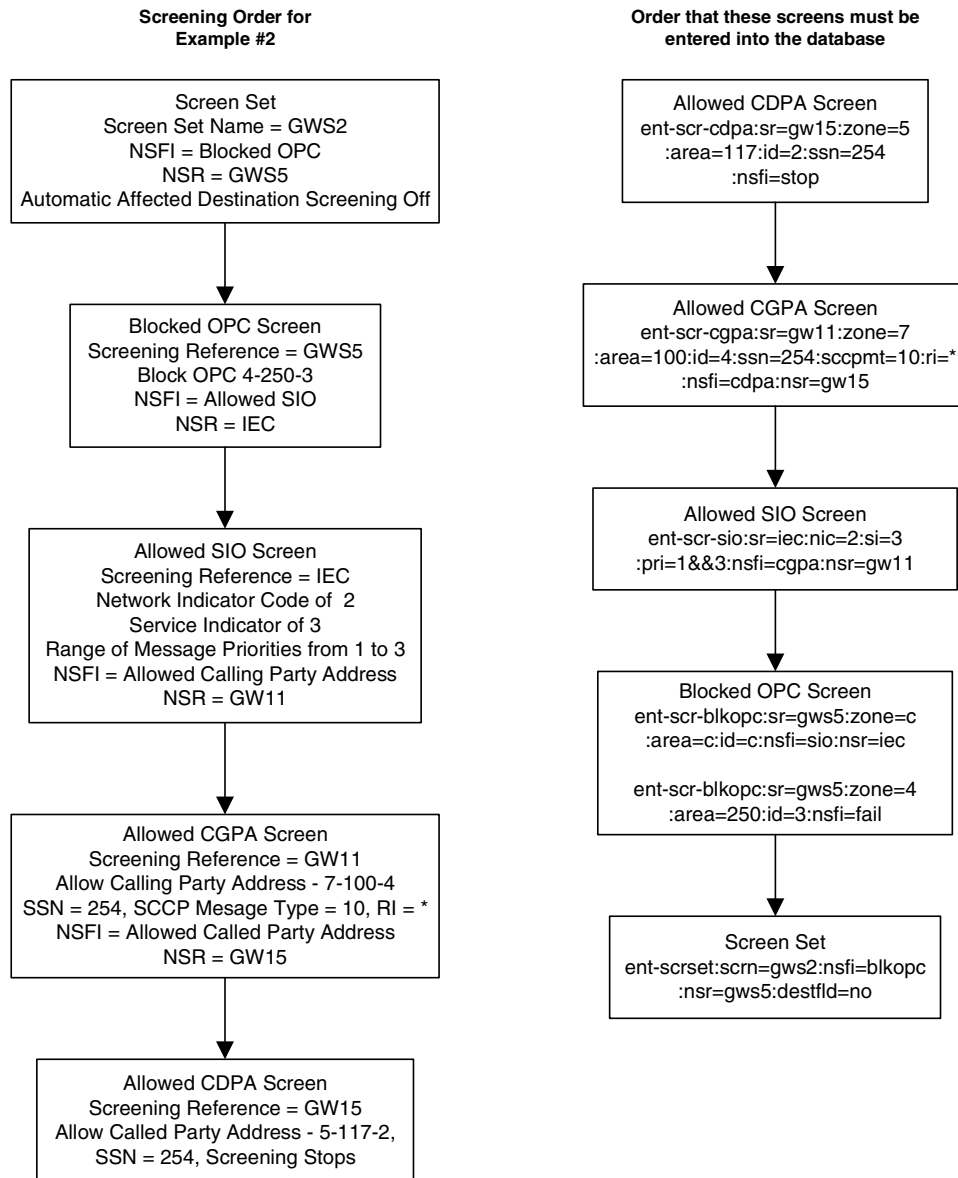 Screening Order for
Example #2
Screen Set
Screen Set Name = GWS2
NSFI = Blocked OPC
NSR = GWS5
Automatic Affected Destination Screening Off
Blocked OPC Screen
Screening Reference = GWS5
Block OPC 4-250-3
NSFI = Allowed SIO
NSR = IEC
Allowed SIO Screen
Screening Reference = IEC
Network Indicator Code of 2
Service Indicator of 3
Range of Message Priorities from 1 to 3
NSFI = Allowed Calling Party Address
NSR = GW11
Allowed CGPA Screen
Screening Reference = GW11
Allow Calling Party Address - 7-100-4
SSN = 254, SCCP Mesage Type = 10, RI = *
NSFI = Allowed Called Party Address
NSR = GW15
Allowed CDPA Screen
Screening Reference = GW15
Allow Called Party Address - 5-117-2,
SSN = 254, Screening Stops
Order that these screens must be
entered into the database
Allowed CDPA Screen
ent-scr-cdpa:sr=gw15:zone=5
:area=117:id=2:ssn=254
:nsfi=stop
Allowed CGPA Screen
ent-scr-cgpa:sr=gw11:zone=7
:area=100:id=4:ssn=254:sccpmt=10:ri=*
:nsfi=cdpa:nsr=gw15
Allowed SIO Screen
ent-scr-sio:sr=iec:nic=2:si=3
:pri=1&&3:nsfi=cgpa:nsr=gw11
Blocked OPC Screen
ent-scr-blkopc:sr=gws5:zone=c
:area=c:id=c:nsfi=sio:nsr=iec
ent-scr-blkopc:sr=gws5:zone=4
:area=250:id=3:nsfi=fail
Screen Set
ent-scrset:scrn=gws2:nsfi=blkopc
:nsr=gws5:destfld=no